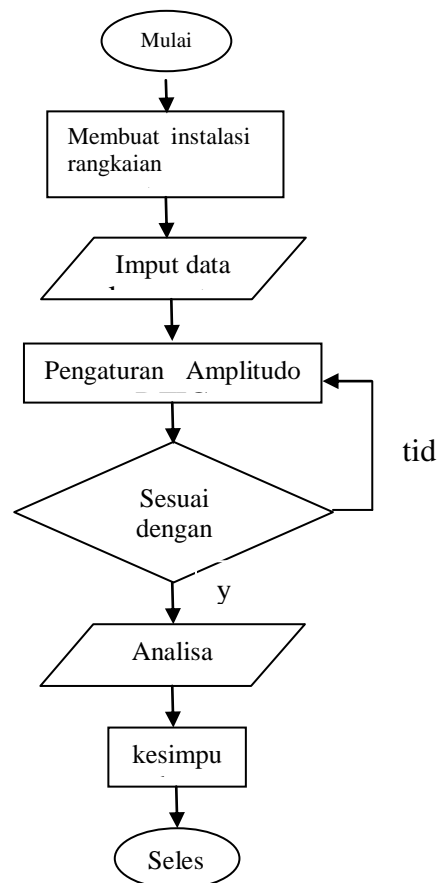 Mulai
Membuat instalasi
rangkaian
Imput data
Pengaturan Amplitudo
tid
Sesuai
dengan
y
Analisa
kesimpu
Seles